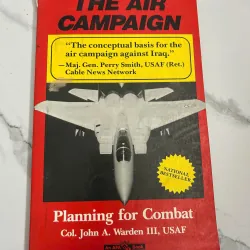 THE AIR
CAMPAIGN
"The conceptual basis for the
air campaign against Iraq."
—Maj. Gen. Perry Smith, USAF (Ret.)
Cable News Network
NATIONAL
BESTSELLER
Planning for Combat
Col. John A. Warden III, USAF